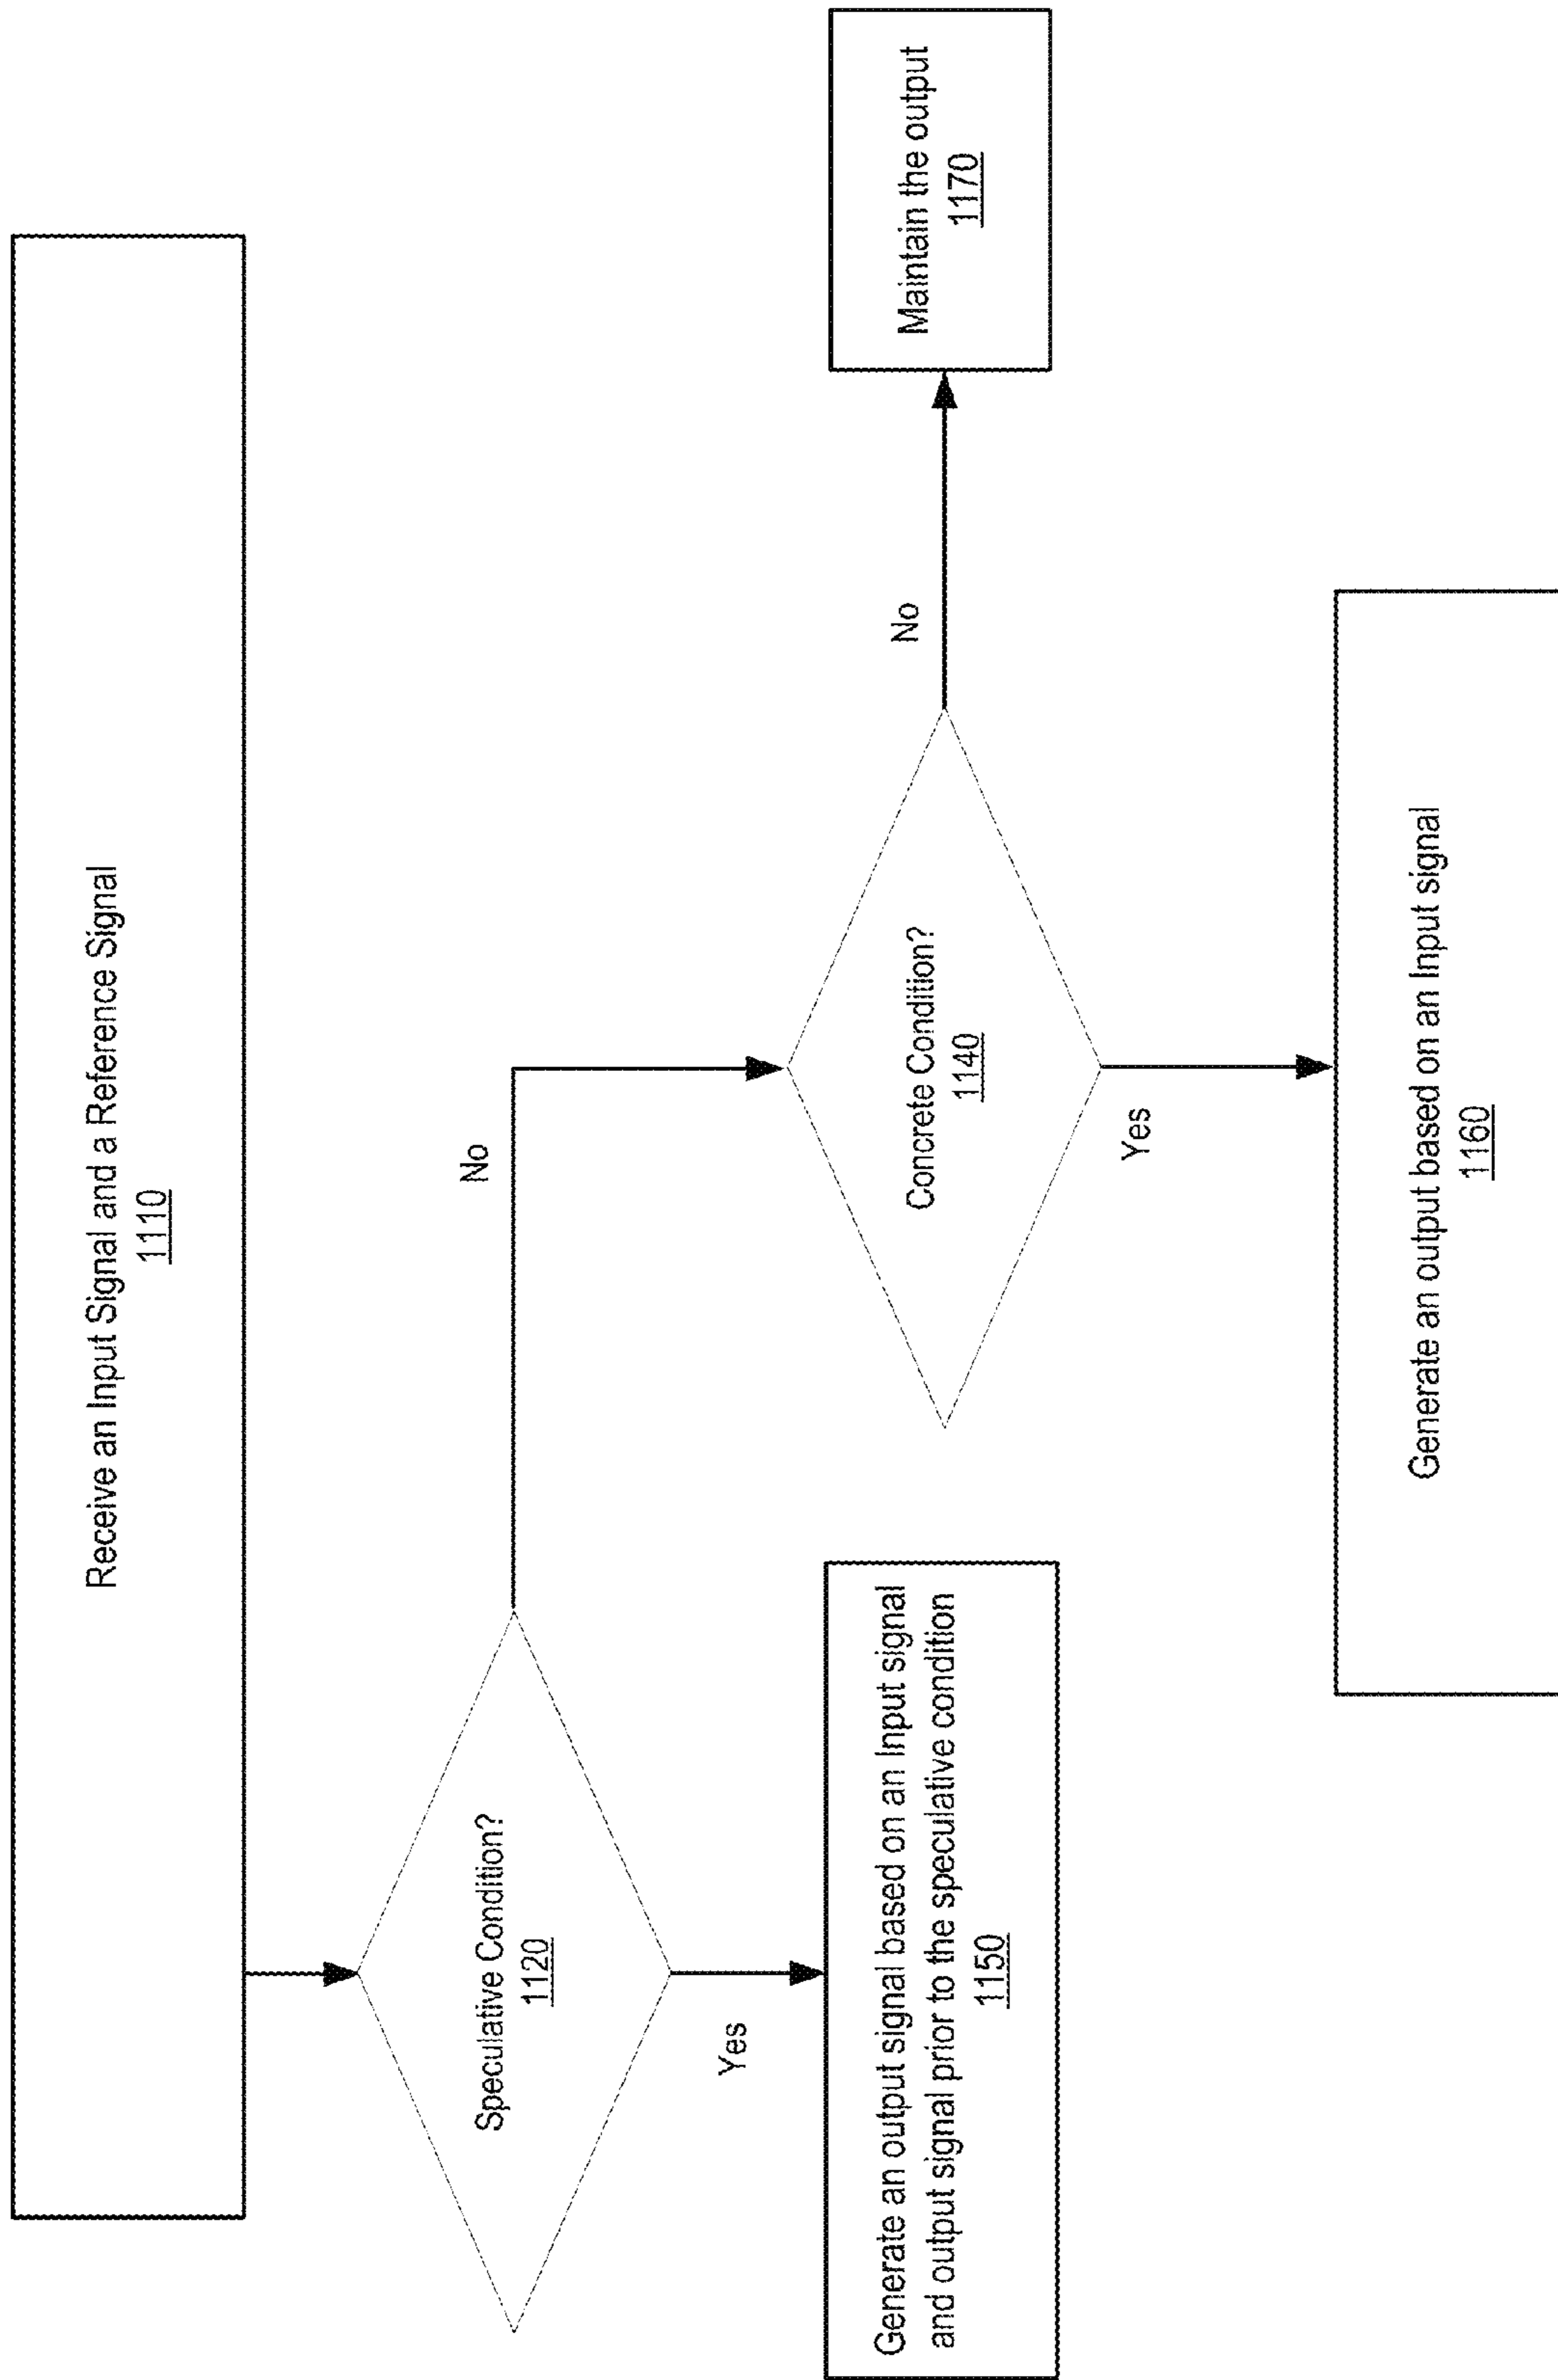 Receive an Input Signal and a Reference Signal
1110
Speculative Condition?
1120
No
Yes
Generate an output signal based on an Input signal
and output signal prior to the speculative condition
1150
Concrete Condition?
1140
No
Maintain the output
1170
Yes
Generate an output based on an Input signal
1160